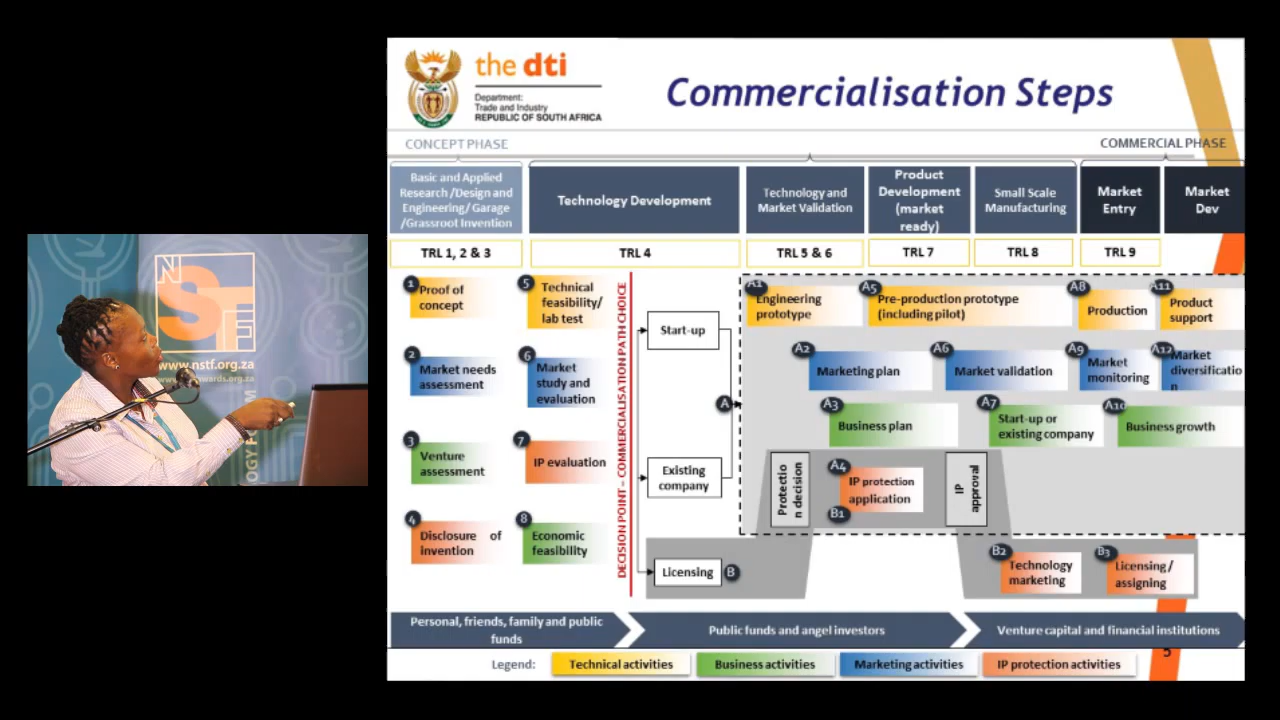 the dti
Department:
Trade and Industry
REPUBLIC OF SOUTH AFRICA
Commercialisation Steps
CONCEPT PHASE
COMMERCIAL PHASE
Basic and Applied
Research /Design and
Engineering/ Garage
/Grassroot Invention
Technology Development
Technology and
Market Validation
Product
Development
(market
ready)
Small Scale
Manufacturing
Market
Entry
Market
Dev
TRL 1, 2 & 3
TRL 4
TRL 5 & 6
TRL 7
TRL 8
TRL 9
1 Proof of
concept
2 Market needs
assessment
3 Venture
assessment
4 Disclosure of
invention
5 Technical
feasibility/
lab test
6 Market
study and
evaluation
7 IP evaluation
8 Economic
feasibility
DECISION POINT – COMMERCIALISATION PATH CHOICE
Start-up
Existing
company
Licensing
A
B
A1 Engineering
prototype
A5 Pre-production prototype
(including pilot)
A8 Production
A11 Product
support
A2 Marketing plan
A6 Market validation
A9 Market
monitoring
A12 Market
diversificatio
n
A3 Business plan
A7 Start-up or
existing company
A10 Business growth
Protectio
n decision
A4 IP protection
application
B1
IP
approval
B2 Technology
marketing
B3 Licensing/
assigning
Personal, friends, family and public
funds
Public funds and angel investors
Venture capital and financial institutions
5
Legend:
Technical activities
Business activities
Marketing activities
IP protection activities
NSTF
www.nstf.org.za
OGY FO